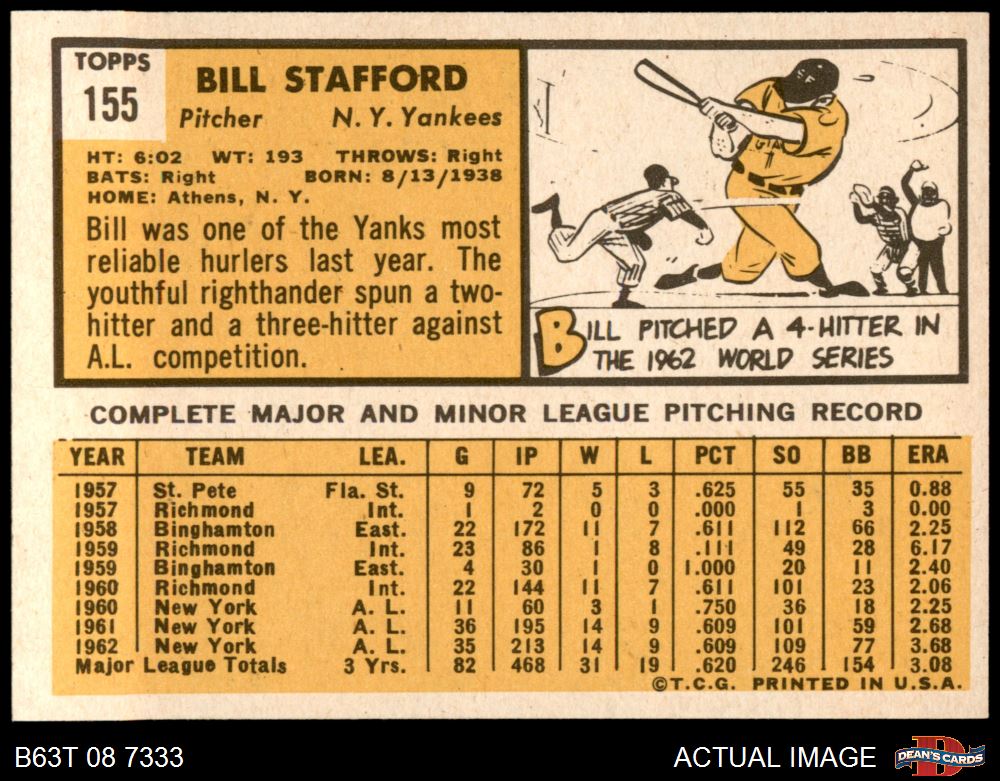 TOPPS
155
BILL STAFFORD
Pitcher N. Y. Yankees
HT: 6:02 WT: 193 THROWS: Right
BATS: Right BORN: 8/13/1938
HOME: Athens, N. Y.
Bill was one of the Yanks most
reliable hurlers last year. The
youthful righthander spun a two-
hitter and a three-hitter against
A.L. competition.
BILL PITCHED A 4-HITTER IN
THE 1962 WORLD SERIES
COMPLETE MAJOR AND MINOR LEAGUE PITCHING RECORD
YEAR TEAM LEA. G IP W L PCT SO BB ERA
1957 St. Pete Fla. St. 9 72 5 3 .625 55 35 0.88
1957 Richmond Int. 1 2 0 0 .000 1 3 0.00
1958 Binghamton East. 22 172 11 7 .611 112 66 2.25
1959 Richmond Int. 23 86 1 8 .111 49 28 6.17
1959 Binghamton East. 4 30 1 0 1.000 20 11 2.40
1960 Richmond Int. 22 144 11 7 .611 101 23 2.06
1960 New York A. L. 11 60 3 1 .750 36 18 2.25
1961 New York A. L. 36 195 14 9 .609 101 59 2.68
1962 New York A. L. 35 213 14 9 .609 109 77 3.68
Major League Totals 3 Yrs. 82 468 31 19 .620 246 154 3.08
©T.C.G. PRINTED IN U.S.A.
B63T 08 7333
ACTUAL IMAGE
DEAN'S CARDS